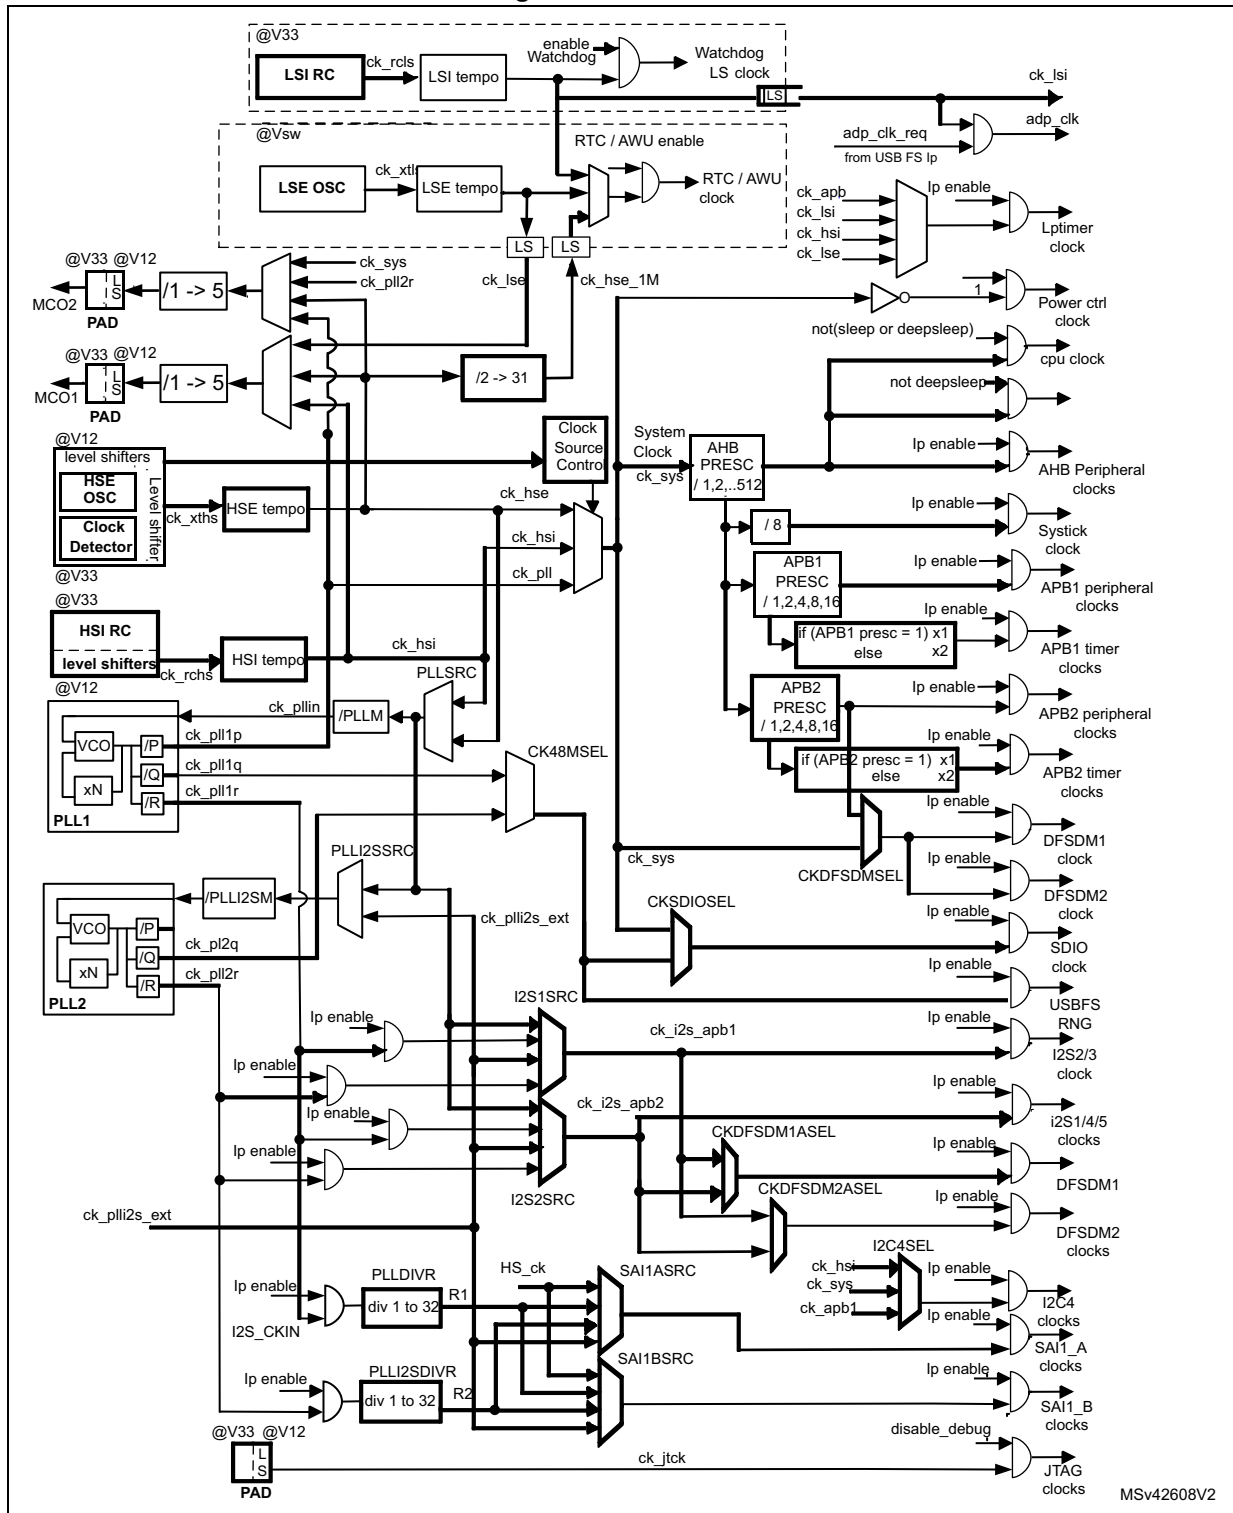 @V33
LSI RC
ck_rcls
LSI tempo
enable
Watchdog
Watchdog
LS clock
LS
ck_lsi
adp_clk
adp_clk_req
from USB FS Ip
@Vsw
RTC / AWU enable
LSE OSC
ck_xtls
LSE tempo
RTC / AWU
clock
LS
LS
ck_lse
ck_hse_1M
ck_apb
ck_lsi
ck_hsi
ck_lse
Ip enable
Lptimer
clock
@V33 @V12
L
S
MCO2
PAD
/1 -> 5
ck_sys
ck_pll2r
1
Power ctrl
clock
not(sleep or deepsleep)
cpu clock
@V33 @V12
L
S
MCO1
PAD
/1 -> 5
/2 -> 31
not deepsleep
@V12
level shifters
HSE
OSC
Clock
Detector
Level shifter
@V33
ck_xths
HSE tempo
Clock
Source
Control
System
Clock
ck_sys
AHB
PRESC
/ 1,2,..512
Ip enable
AHB Peripheral
clocks
ck_hse
ck_hsi
ck_pll
/ 8
Ip enable
Systick
clock
APB1
PRESC
/ 1,2,4,8,16
Ip enable
APB1 peripheral
clocks
if (APB1 presc = 1) x1
else x2
Ip enable
APB1 timer
clocks
@V33
HSI RC
level shifters
@V12
ck_rchs
HSI tempo
ck_hsi
PLLSRC
/PLLM
ck_pllin
APB2
PRESC
/ 1,2,4,8,16
Ip enable
APB2 peripheral
clocks
if (APB2 presc = 1) x1
else x2
Ip enable
APB2 timer
clocks
VCO
xN
/P
/Q
/R
PLL1
ck_pll1p
ck_pll1q
ck_pll1r
CK48MSEL
PLLI2SSRC
/PLLI2SM
ck_plli2s_ext
ck_sys
CKDFSDMSEL
Ip enable
DFSDM1
clock
Ip enable
DFSDM2
clock
CKSDIOSEL
Ip enable
SDIO
clock
VCO
xN
/P
/Q
/R
PLL2
ck_pl2q
ck_pll2r
Ip enable
USBFS
RNG
Ip enable
I2S2/3
clock
I2S1SRC
ck_i2s_apb1
Ip enable
Ip enable
Ip enable
Ip enable
I2S2SRC
ck_i2s_apb2
Ip enable
i2S1/4/5
clocks
CKDFSDM1ASEL
Ip enable
DFSDM1
CKDFSDM2ASEL
Ip enable
DFSDM2
clocks
ck_plli2s_ext
I2C4SEL
ck_hsi
ck_sys
ck_apb1
Ip enable
I2C4
clocks
HS_ck
SAI1ASRC
Ip enable
I2S_CKIN
PLLDIVR
div 1 to 32
R1
Ip enable
SAI1_A
clocks
SAI1BSRC
Ip enable
PLLI2SDIVR
div 1 to 32
R2
Ip enable
SAI1_B
clocks
@V33 @V12
L
S
PAD
ck_jtck
disable_debug
JTAG
clocks
MSv42608V2